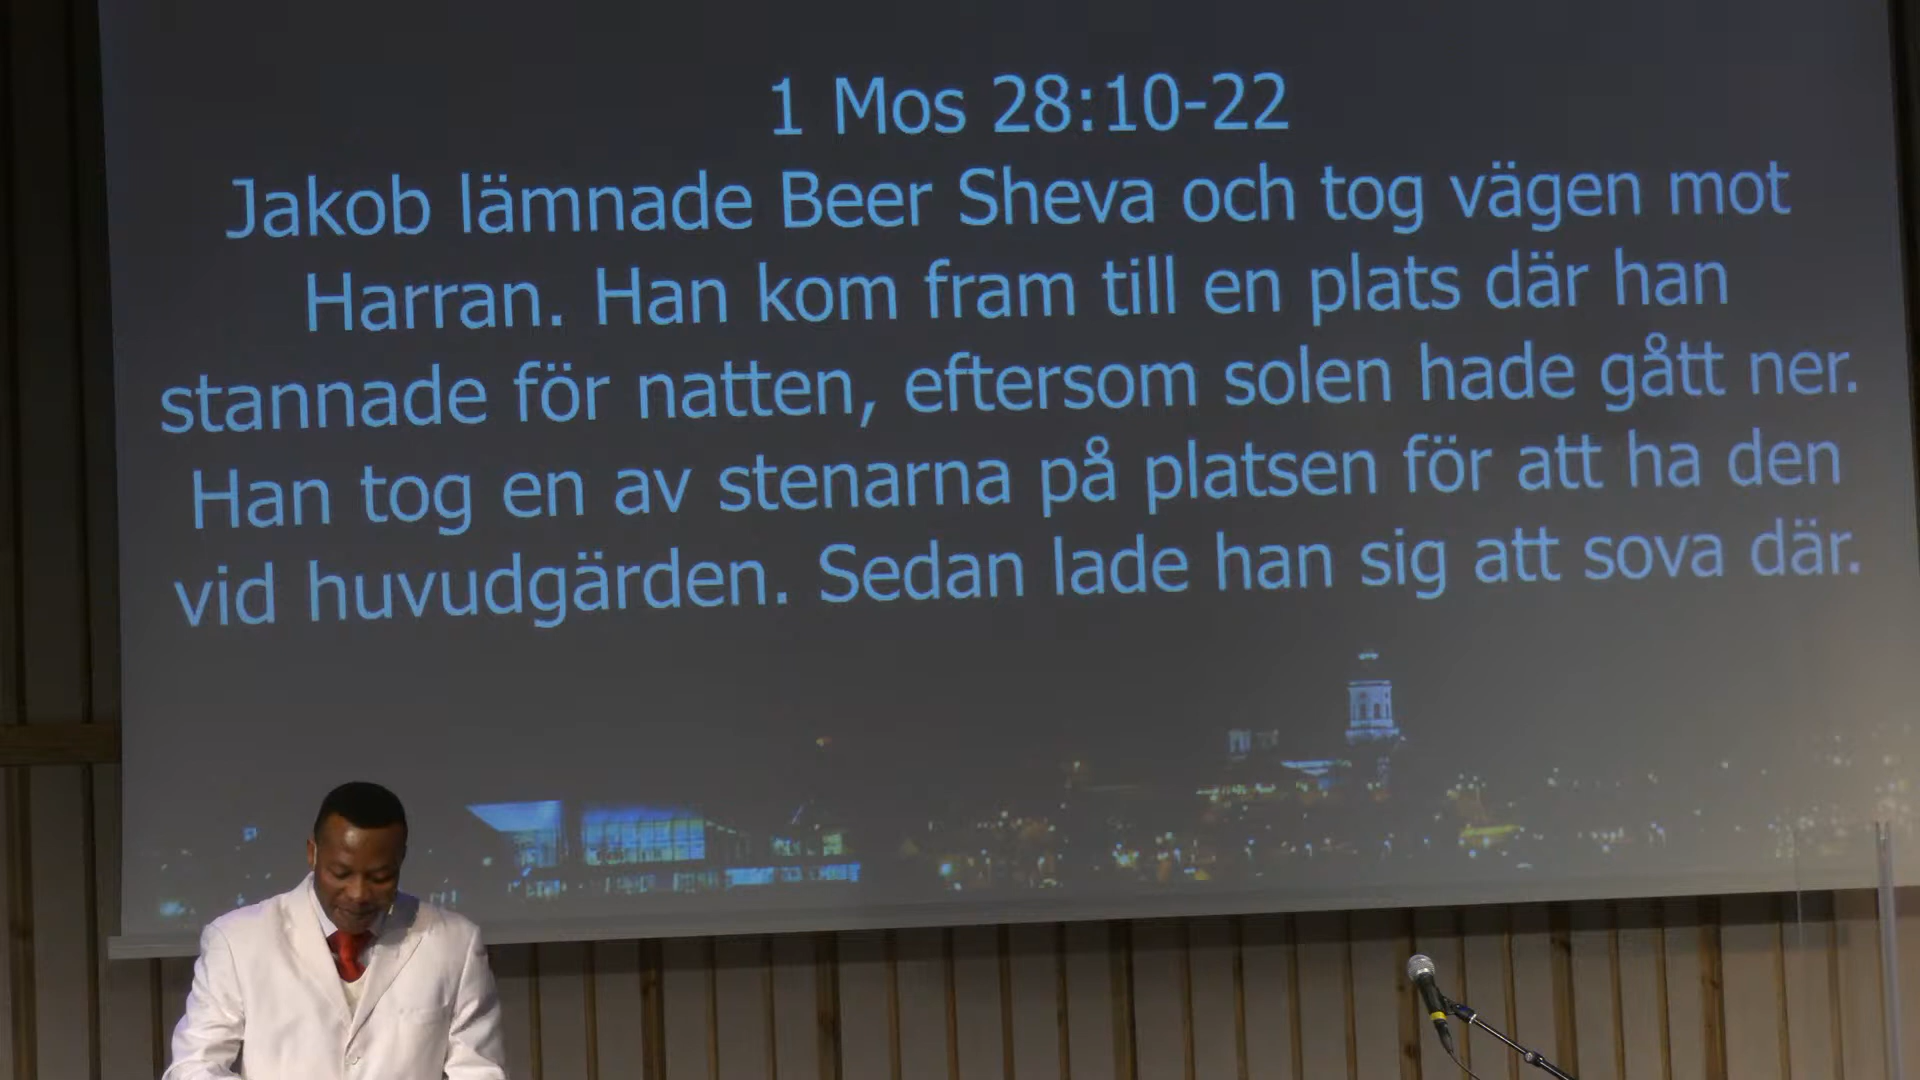 1 Mos 28:10-22
Jakob lämnade Beer Sheva och tog vägen mot
Harran. Han kom fram till en plats där han
stannade för natten, eftersom solen hade gått ner.
Han tog en av stenarna på platsen för att ha den
vid huvudgärden. Sedan lade han sig att sova där.